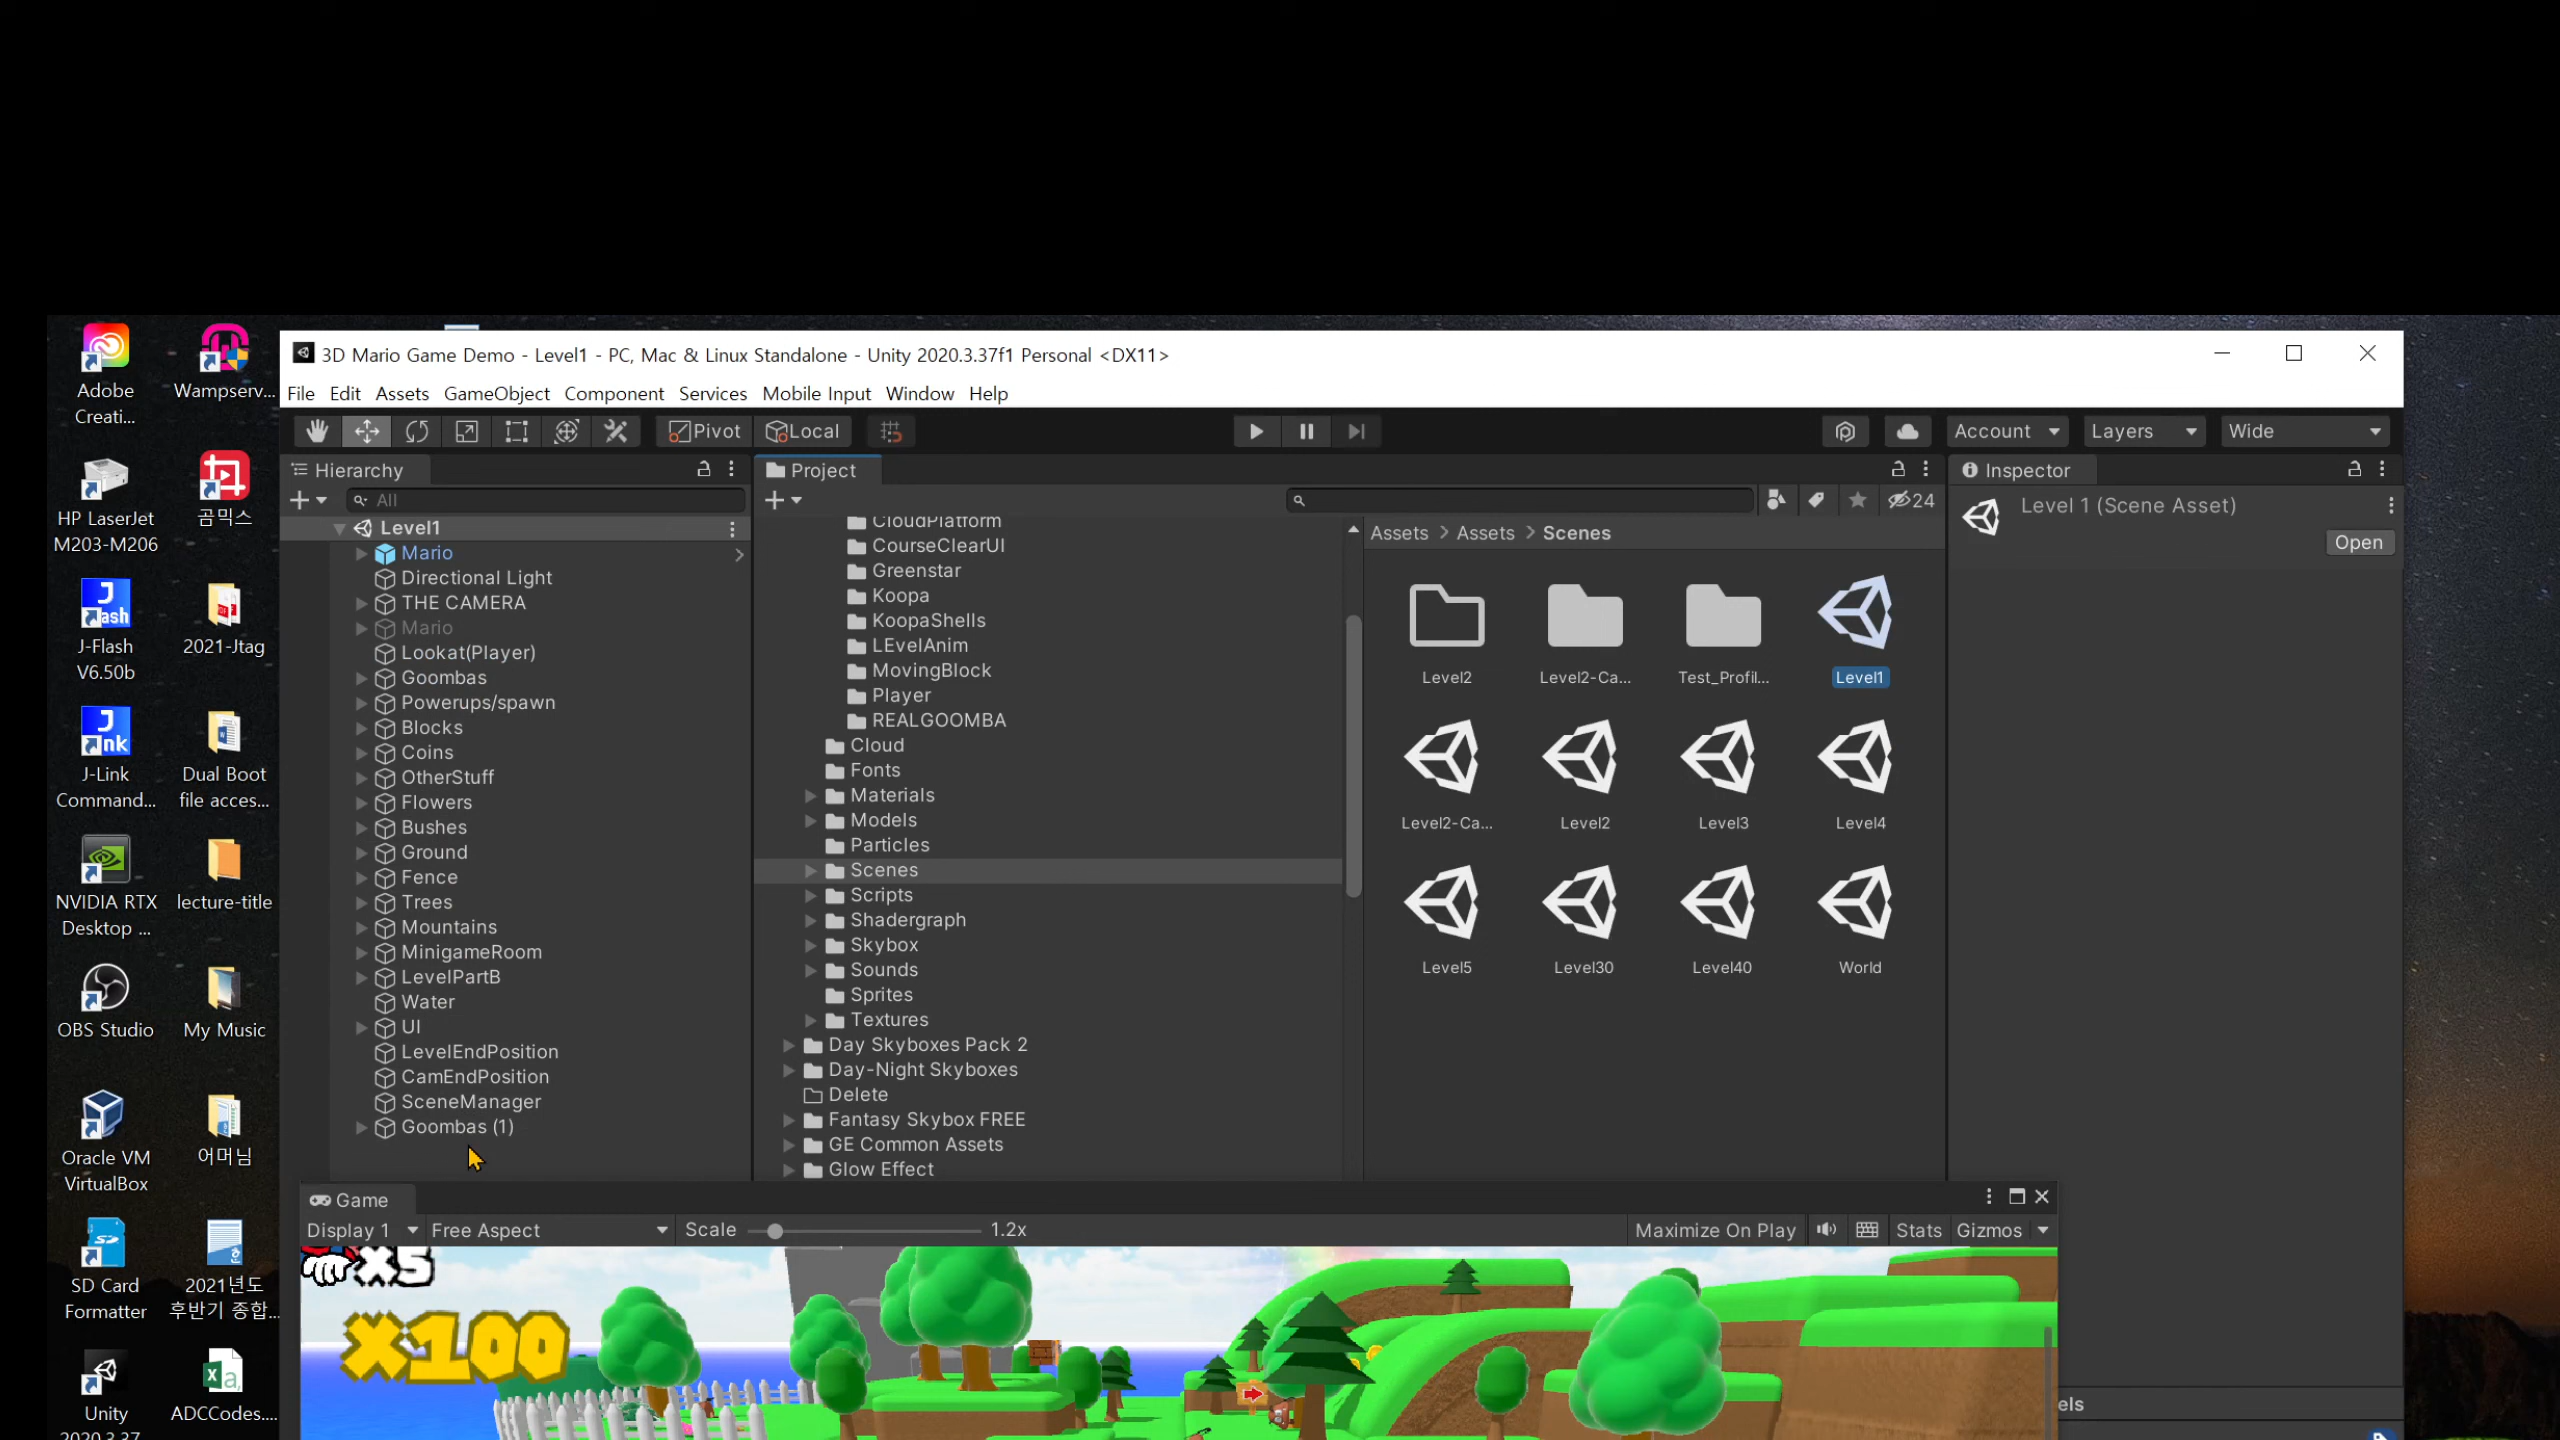 Adobe
Creati...
Wampserv...
HP LaserJet
M203-M206
곰믹스
J-Flash
V6.50b
2021-Jtag
J-Link
Command...
Dual Boot
file acces...
NVIDIA RTX
Desktop ...
lecture-title
OBS Studio
My Music
Oracle VM
VirtualBox
어머님
SD Card
Formatter
2021년도
후반기 종합...
Unity
2020.3.37
ADCCodes....
3D Mario Game Demo - Level1 - PC, Mac & Linux Standalone - Unity 2020.3.37f1 Personal <DX11>
File Edit Assets GameObject Component Services Mobile Input Window Help
Pivot Local Account Layers Wide
Hierarchy
All
Level1
Mario
Directional Light
THE CAMERA
Mario
Lookat(Player)
Goombas
Powerups/spawn
Blocks
Coins
OtherStuff
Flowers
Bushes
Ground
Fence
Trees
Mountains
MinigameRoom
LevelPartB
Water
UI
LevelEndPosition
CamEndPosition
SceneManager
Goombas (1)
Project
24
CloudPlatform
CourseClearUI
Greenstar
Koopa
KoopaShells
LEvelAnim
MovingBlock
Player
REALGOOMBA
Cloud
Fonts
Materials
Models
Particles
Scenes
Scripts
Shadergraph
Skybox
Sounds
Sprites
Textures
Day Skyboxes Pack 2
Day-Night Skyboxes
Delete
Fantasy Skybox FREE
GE Common Assets
Glow Effect
Assets > Assets > Scenes
Level2 Level2-Ca... Test_Profil... Level1
Level2-Ca... Level2 Level3 Level4
Level5 Level30 Level40 World
Inspector
Level 1 (Scene Asset)
Open
Game
Display 1 Free Aspect Scale 1.2x Maximize On Play Stats Gizmos
x5
x100